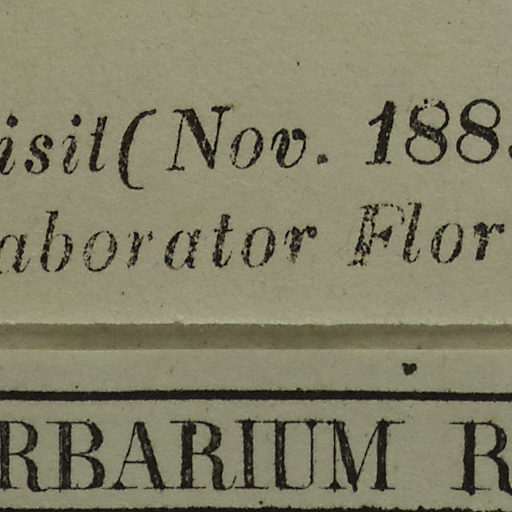 isit (Nov. 188
aborator Flor
RBARIUM R